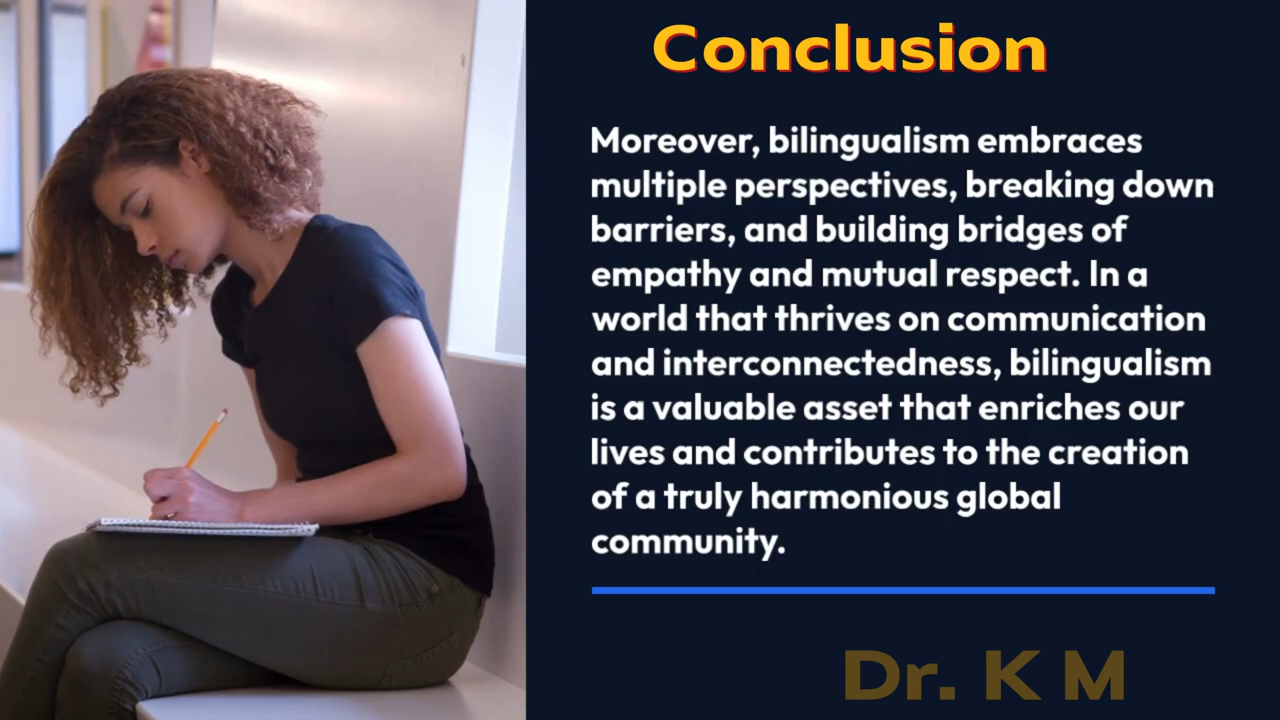 Conclusion
Moreover, bilingualism embraces
multiple perspectives, breaking down
barriers, and building bridges of
empathy and mutual respect. In a
world that thrives on communication
and interconnectedness, bilingualism
is a valuable asset that enriches our
lives and contributes to the creation
of a truly harmonious global
community.
Dr. K M